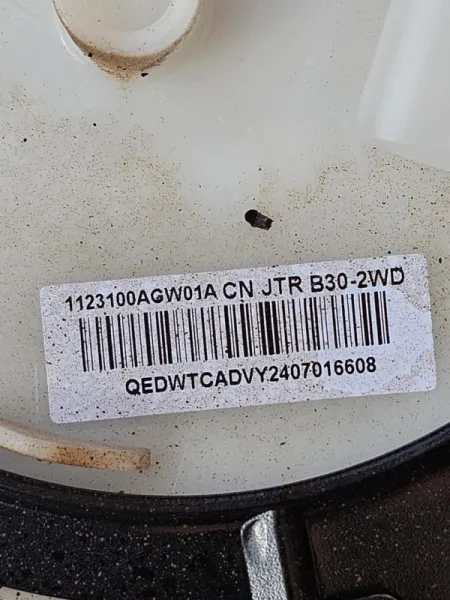 1123100AGW01A CN JTR B30-2WD
QEDWTCADVY2407016608